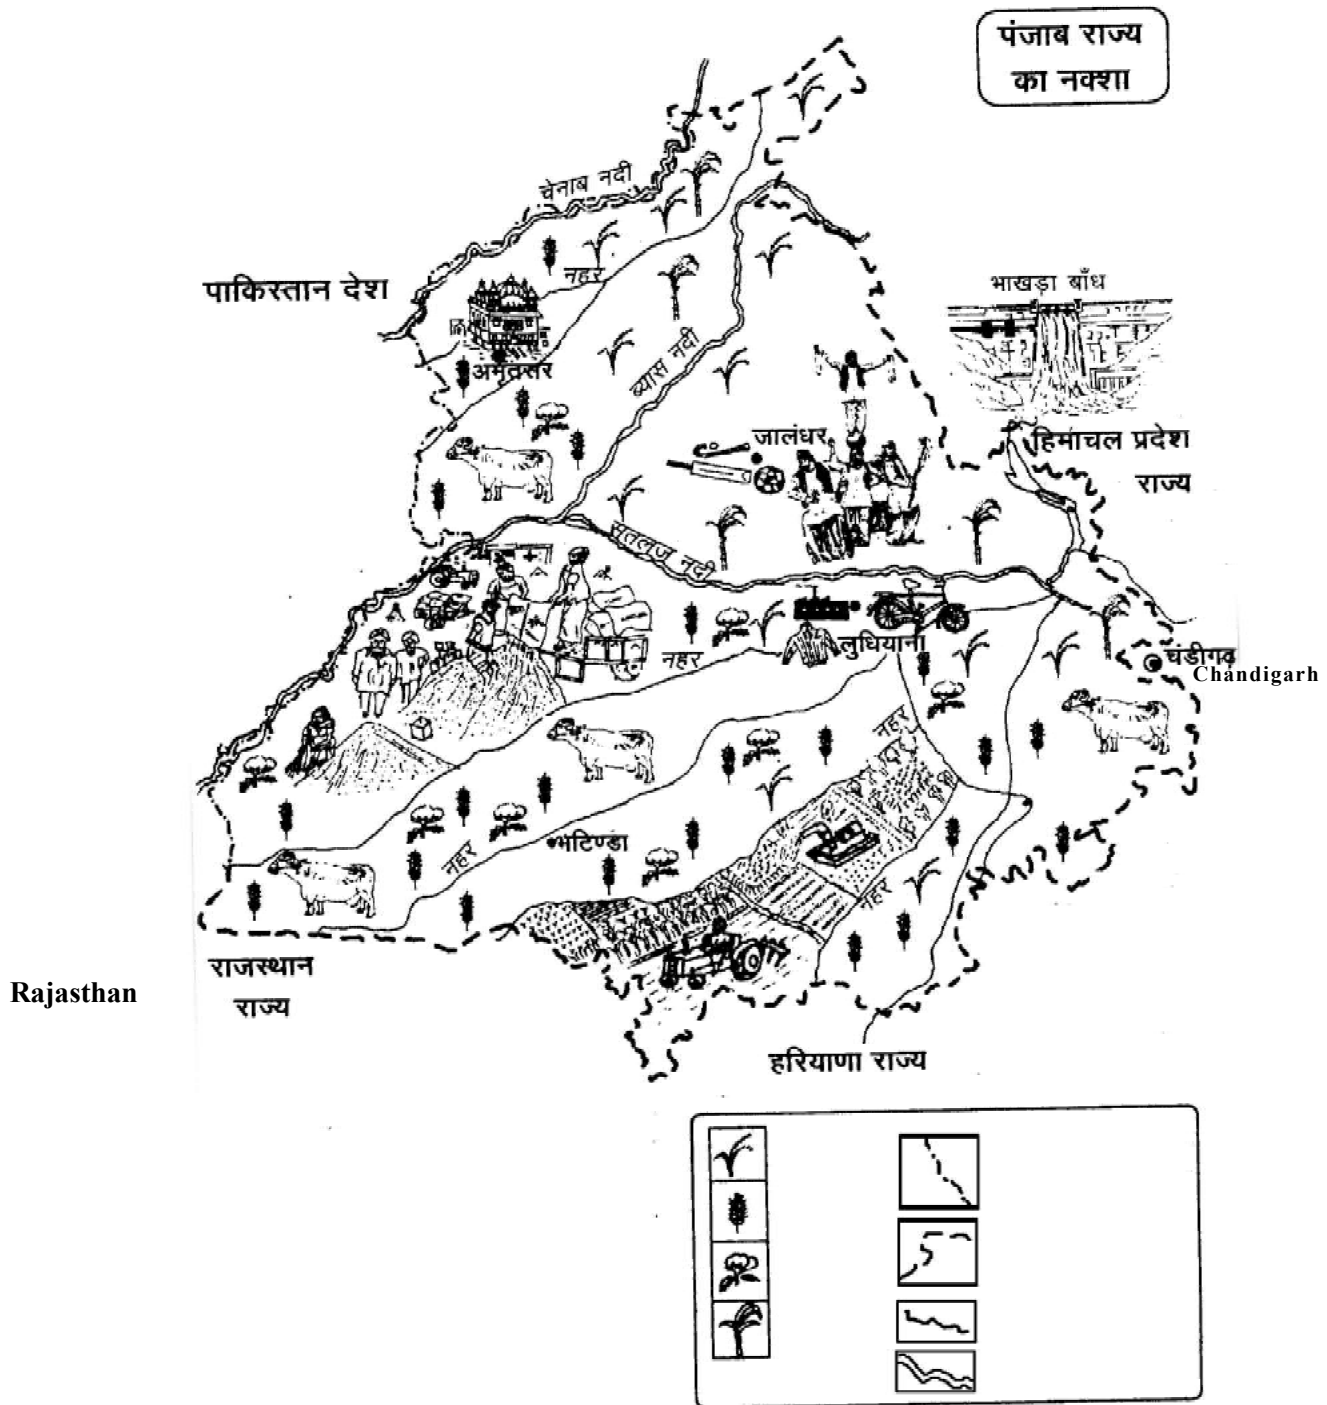 पंजाब राज्य
का नक्शा
चेनाब नदी
नहर
पाकिस्तान देश
भाखड़ा बाँध
अमृतसर
ब्यास नदी
जालंधर
हिमाचल प्रदेश
राज्य
सतलज नदी
लुधियाना
नहर
चंडीगढ़
Chandigarh
नहर
भटिण्डा
नहर
नहर
राजस्थान
राज्य
Rajasthan
हरियाणा राज्य